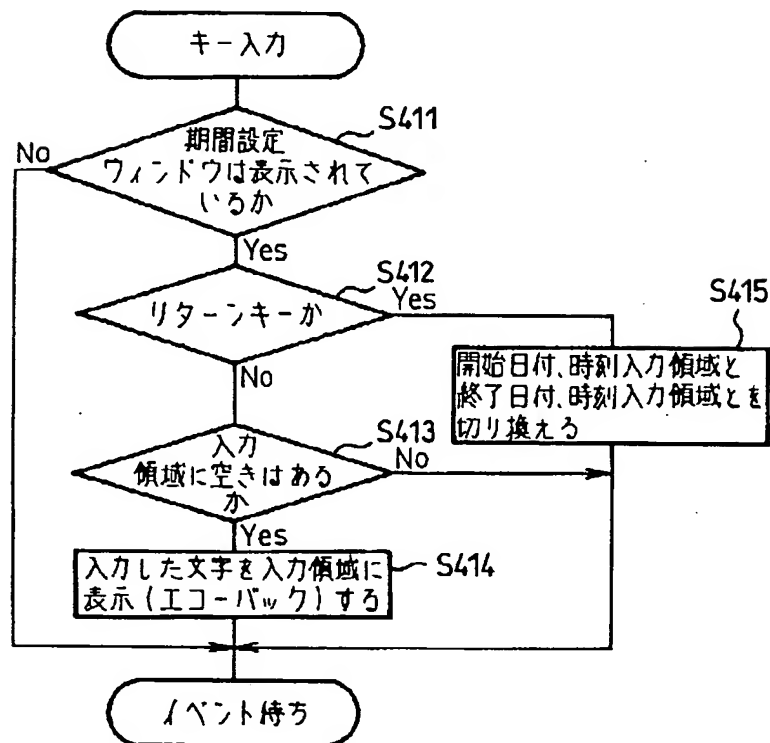 キー入力
S411
No
期間設定
ウィンドウは表示されて
いるか
Yes
S412
リターンキーか
Yes
No
S415
開始日付、時刻入力領域と
終了日付、時刻入力領域とを
切り換える
S413
入力
領域に空きはある
か
No
Yes
入力した文字を入力領域に
表示(エコーバック)する
S414
イベント待ち